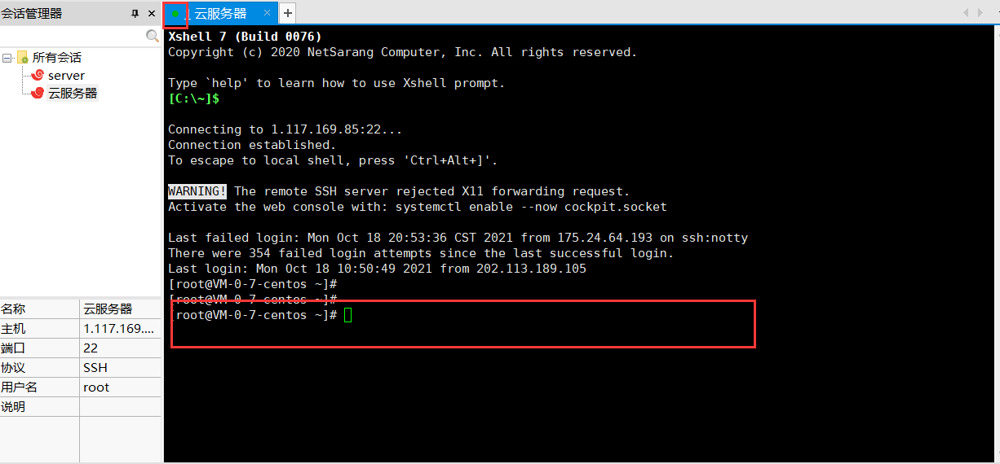 会话管理器
1 云服务器 × +
所有会话
server
云服务器
名称 云服务器
主机 1.117.169....
端口 22
协议 SSH
用户名 root
说明
Xshell 7 (Build 0076)
Copyright (c) 2020 NetSarang Computer, Inc. All rights reserved.
Type `help' to learn how to use Xshell prompt.
[C:\~]$
Connecting to 1.117.169.85:22...
Connection established.
To escape to local shell, press 'Ctrl+Alt+]'.
WARNING! The remote SSH server rejected X11 forwarding request.
Activate the web console with: systemctl enable --now cockpit.socket
Last failed login: Mon Oct 18 20:53:36 CST 2021 from 175.24.64.193 on ssh:notty
There were 354 failed login attempts since the last successful login.
Last login: Mon Oct 18 10:50:49 2021 from 202.113.189.105
[root@VM-0-7-centos ~]#
[root@VM-0-7-centos ~]#
[root@VM-0-7-centos ~]#